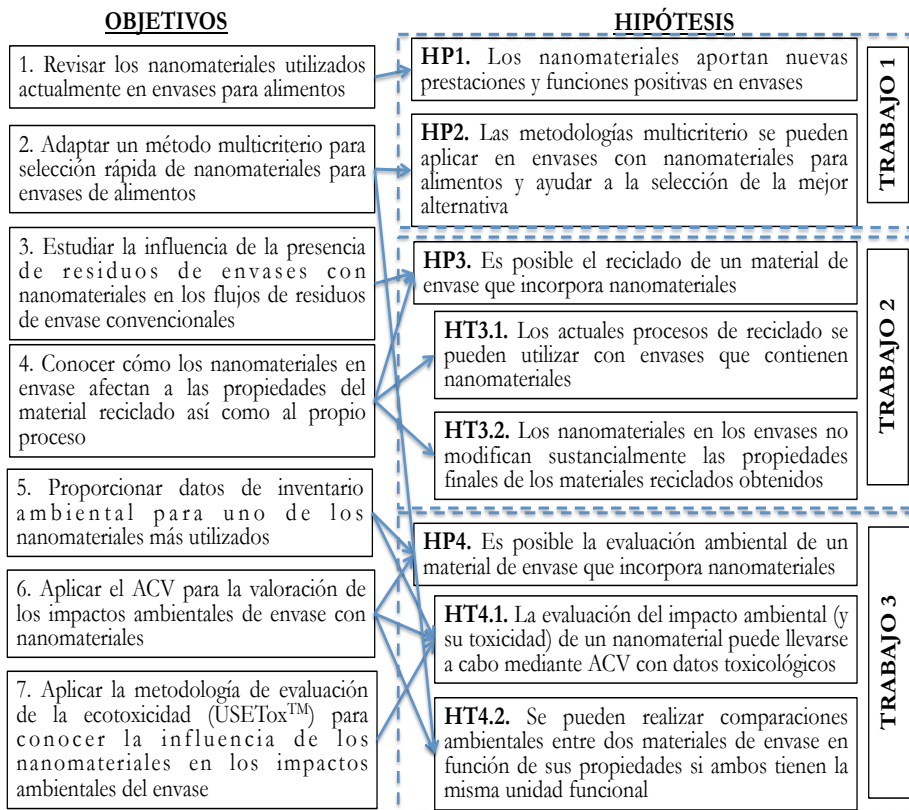 OBJETIVOS
1. Revisar los nanomateriales utilizados
actualmente en envases para alimentos
2. Adaptar un método multicriterio para
selección rápida de nanomateriales para
envases de alimentos
3. Estudiar la influencia de la presencia
de residuos de envases con
nanomateriales en los flujos de residuos
de envase convencionales
4. Conocer cómo los nanomateriales en
envase afectan a las propiedades del
material reciclado así como al propio
proceso
5. Proporcionar datos de inventario
ambiental para uno de los
nanomateriales más utilizados
6. Aplicar el ACV para la valoración de
los impactos ambientales de envase con
nanomateriales
7. Aplicar la metodología de evaluación
de la ecotoxicidad (USETox™) para
conocer la influencia de los
nanomateriales en los impactos
ambientales del envase
HIPÓTESIS
HP1. Los nanomateriales aportan nuevas
prestaciones y funciones positivas en envases
HP2. Las metodologías multicriterio se pueden
aplicar en envases con nanomateriales para
alimentos y ayudar a la selección de la mejor
alternativa
TRABAJO 1
HP3. Es posible el reciclado de un material de
envase que incorpora nanomateriales
HT3.1. Los actuales procesos de reciclado se
pueden utilizar con envases que contienen
nanomateriales
HT3.2. Los nanomateriales en los envases no
modifican sustancialmente las propiedades
finales de los materiales reciclados obtenidos
TRABAJO 2
HP4. Es posible la evaluación ambiental de un
material de envase que incorpora nanomateriales
HT4.1. La evaluación del impacto ambiental (y
su toxicidad) de un nanomaterial puede llevarse
a cabo mediante ACV con datos toxicológicos
HT4.2. Se pueden realizar comparaciones
ambientales entre dos materiales de envase en
función de sus propiedades si ambos tienen la
misma unidad funcional
TRABAJO 3